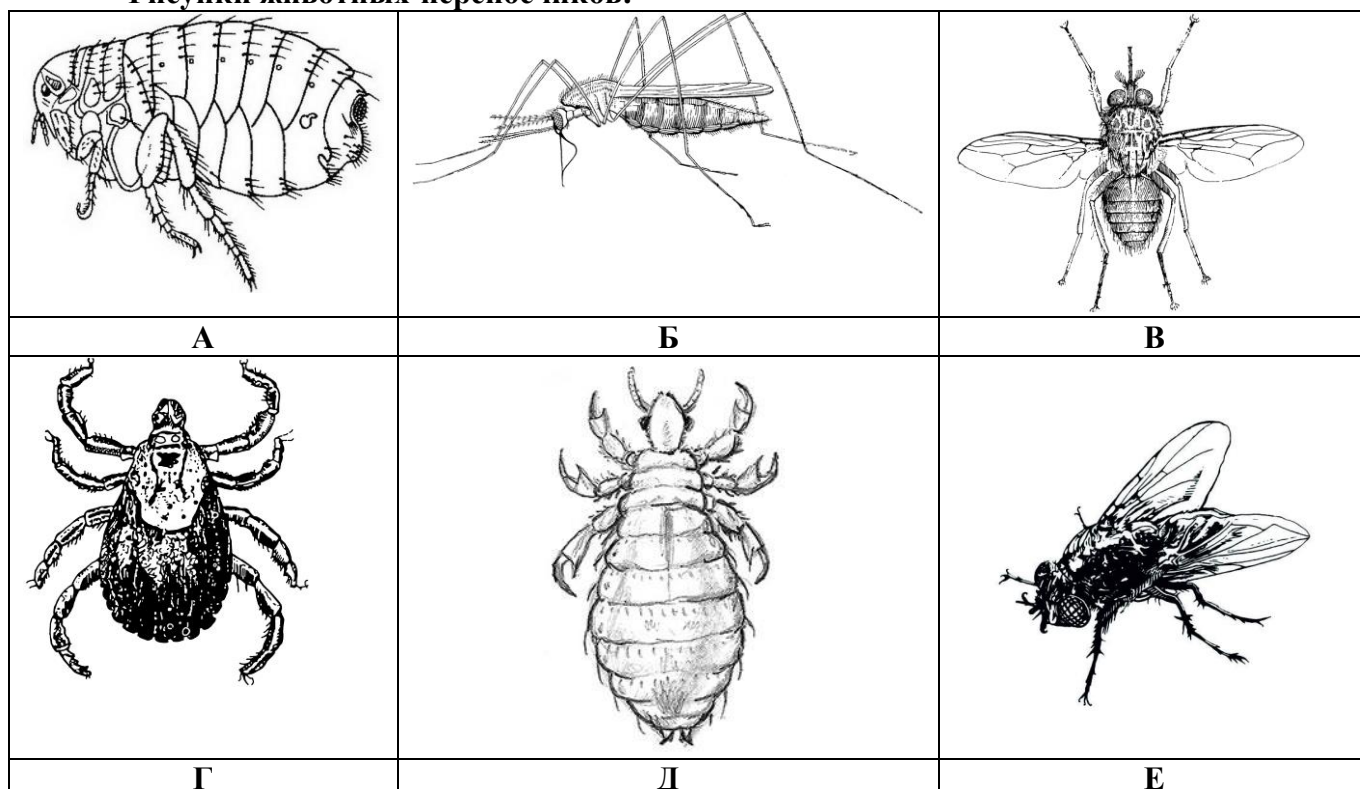 Рисунки животных-переносчиков:
А Б В
Г Д Е